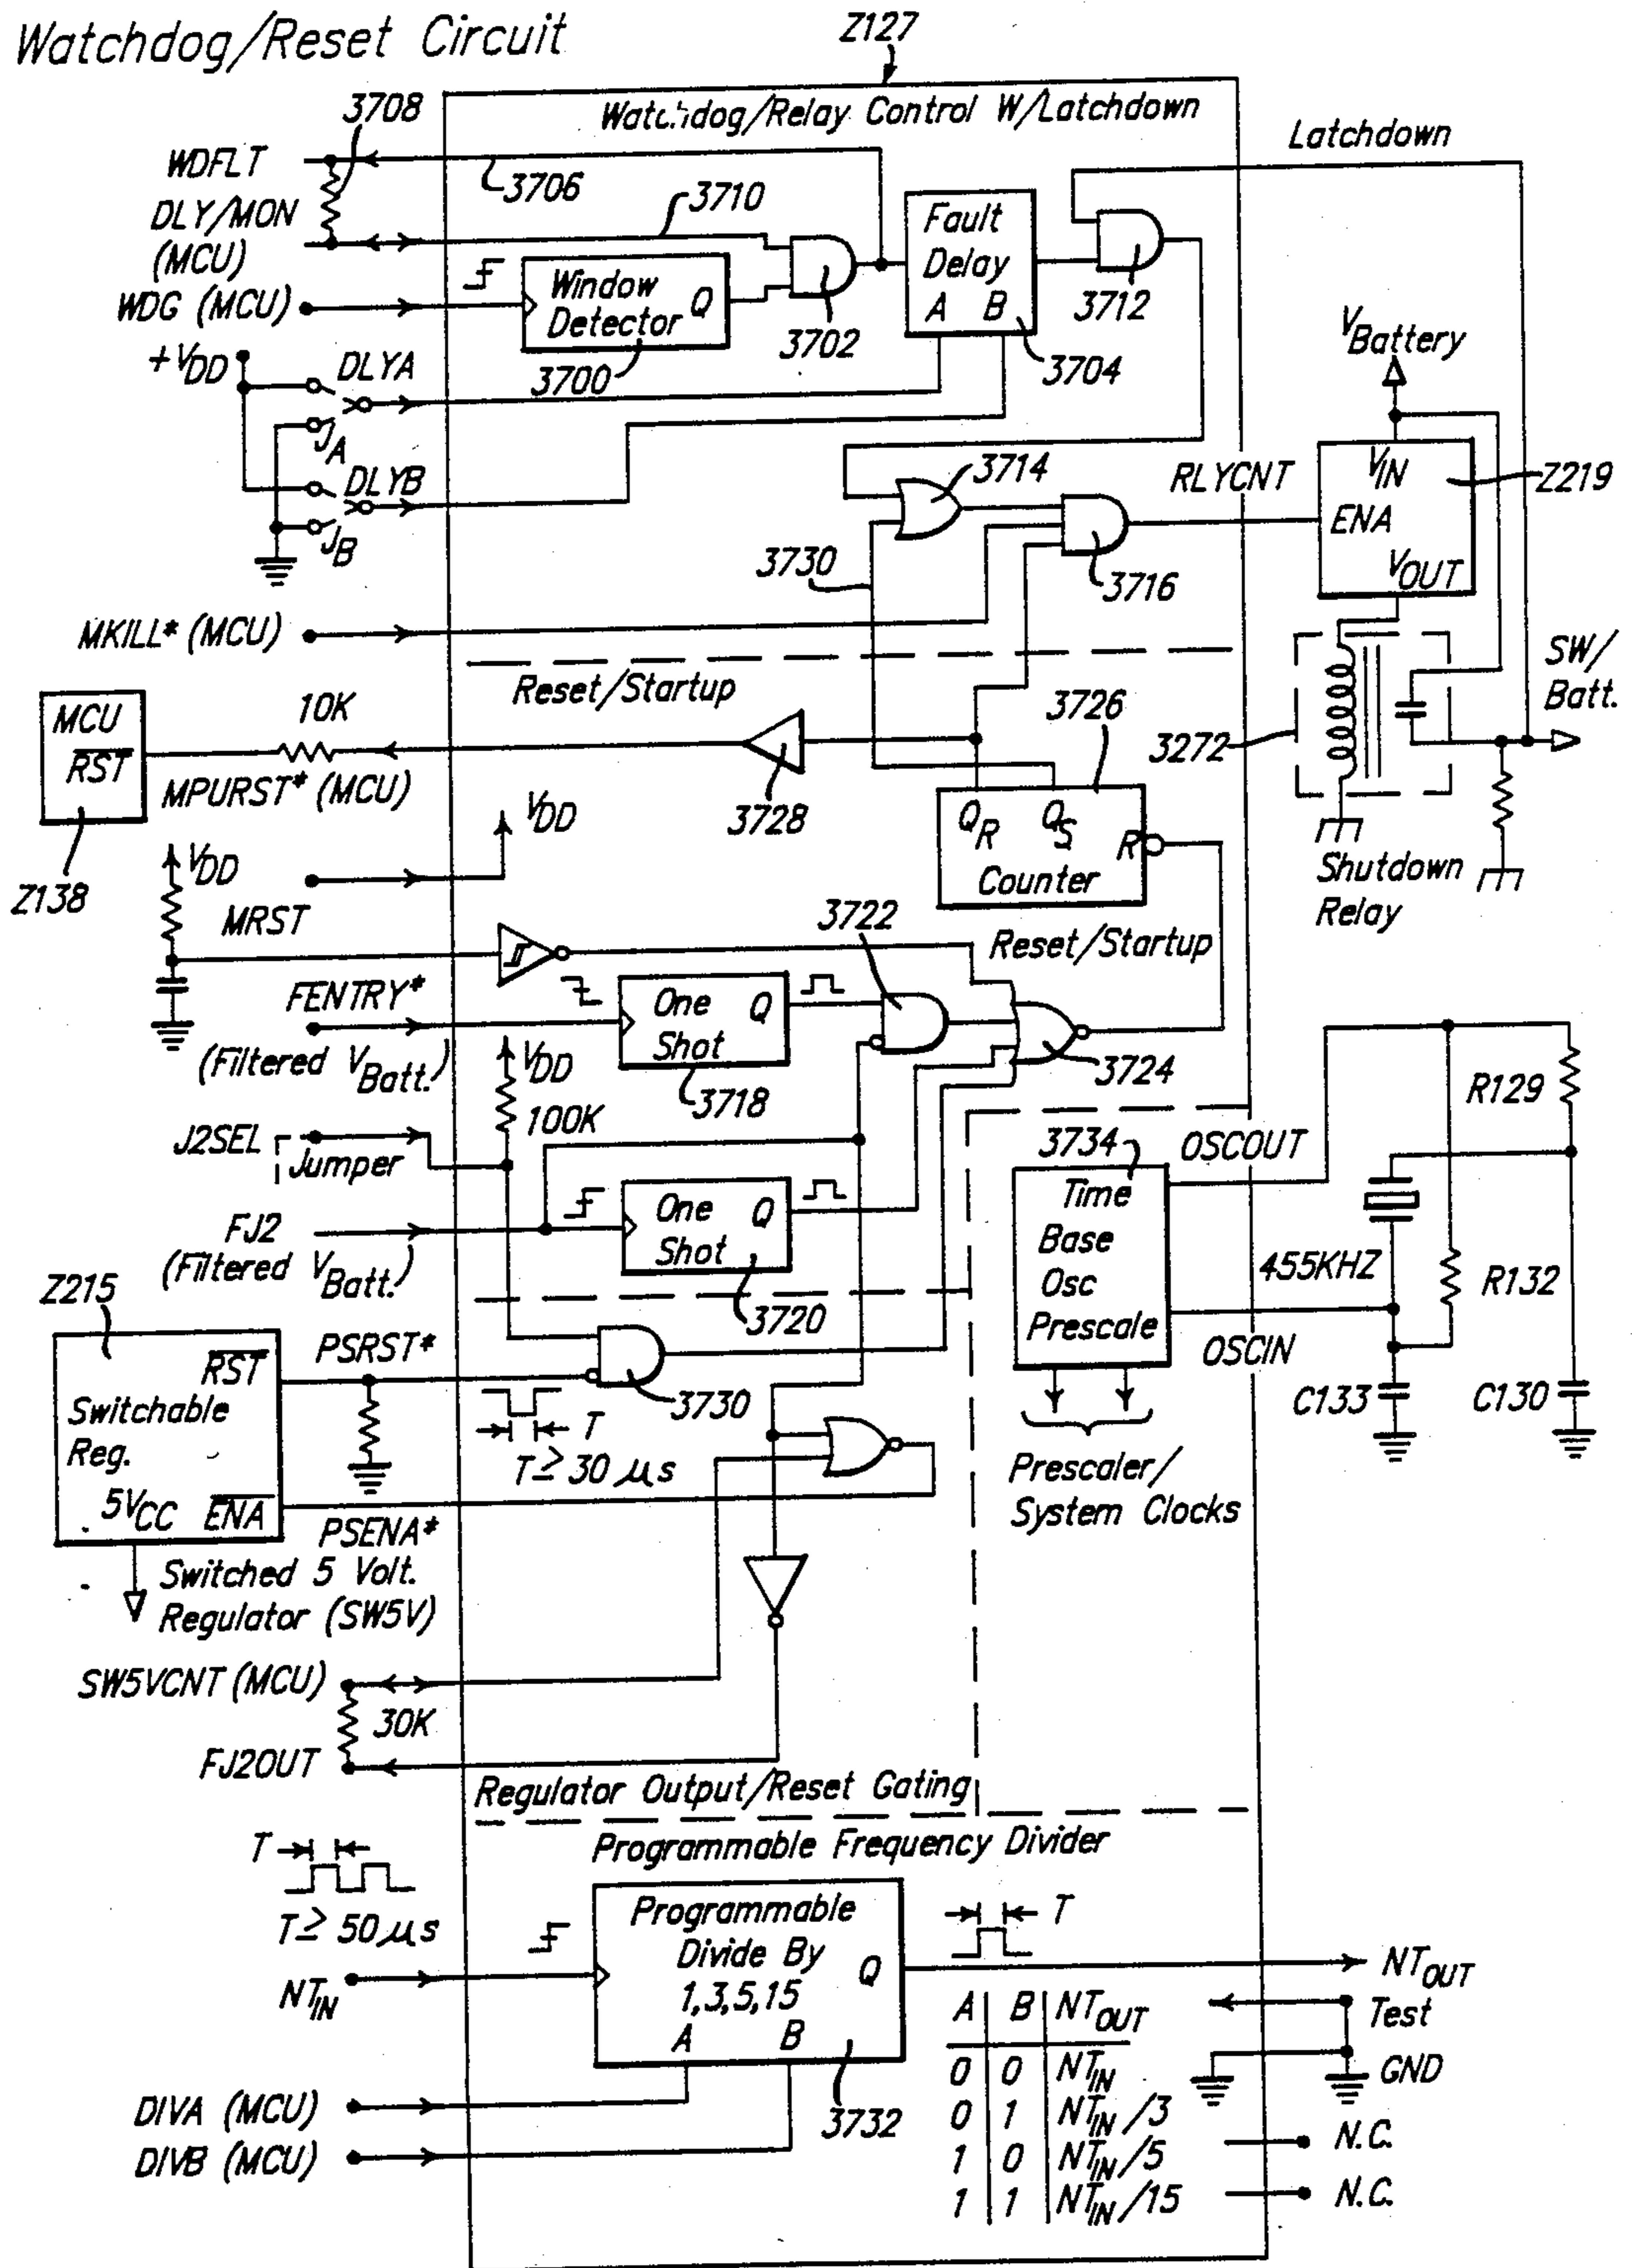 Watchdog/Reset Circuit
Z127
Watchdog/Relay Control W/Latchdown
3708
WDFLT
3706
DLY/MON
(MCU)
3710
WDG (MCU)
Window
Detector Q
3700
3702
Fault
Delay
A B
3704
Latchdown
3712
+VDD
DLYA
JA
DLYB
JB
VBattery
VIN
ENA
VOUT
Z219
RLYCNT
3714
3716
3730
MKILL* (MCU)
Reset/Startup
MCU
RST
10K
MPURST* (MCU)
Z138
3728
3726
QR QS R
Counter
3272
SW/
Batt.
Shutdown
Relay
VDD
VDD
MRST
3722
Reset/Startup
FENTRY*
(Filtered VBatt.)
One Q
Shot
3718
3724
VDD
100K
J2SEL
Jumper
FJ2
(Filtered VBatt.)
One Q
Shot
3720
3734
Time
Base
Osc
Prescale
OSCOUT
OSCIN
455KHZ
R129
R132
C133
C130
Prescaler/
System Clocks
Z215
RST
Switchable
Reg.
5VCC ENA
PSRST*
3730
T
T ≥ 30 μs
PSENA*
Switched 5 Volt.
Regulator (SW5V)
SW5VCNT (MCU)
30K
FJ2OUT
Regulator Output/Reset Gating
Programmable Frequency Divider
T
T ≥ 50 μs
NTIN
Programmable
Divide By
1,3,5,15
Q
A B
3732
T
NTOUT
Test
GND
N.C.
N.C.
A B NTOUT
0 0 NTIN
0 1 NTIN/3
1 0 NTIN/5
1 1 NTIN/15
DIVA (MCU)
DIVB (MCU)